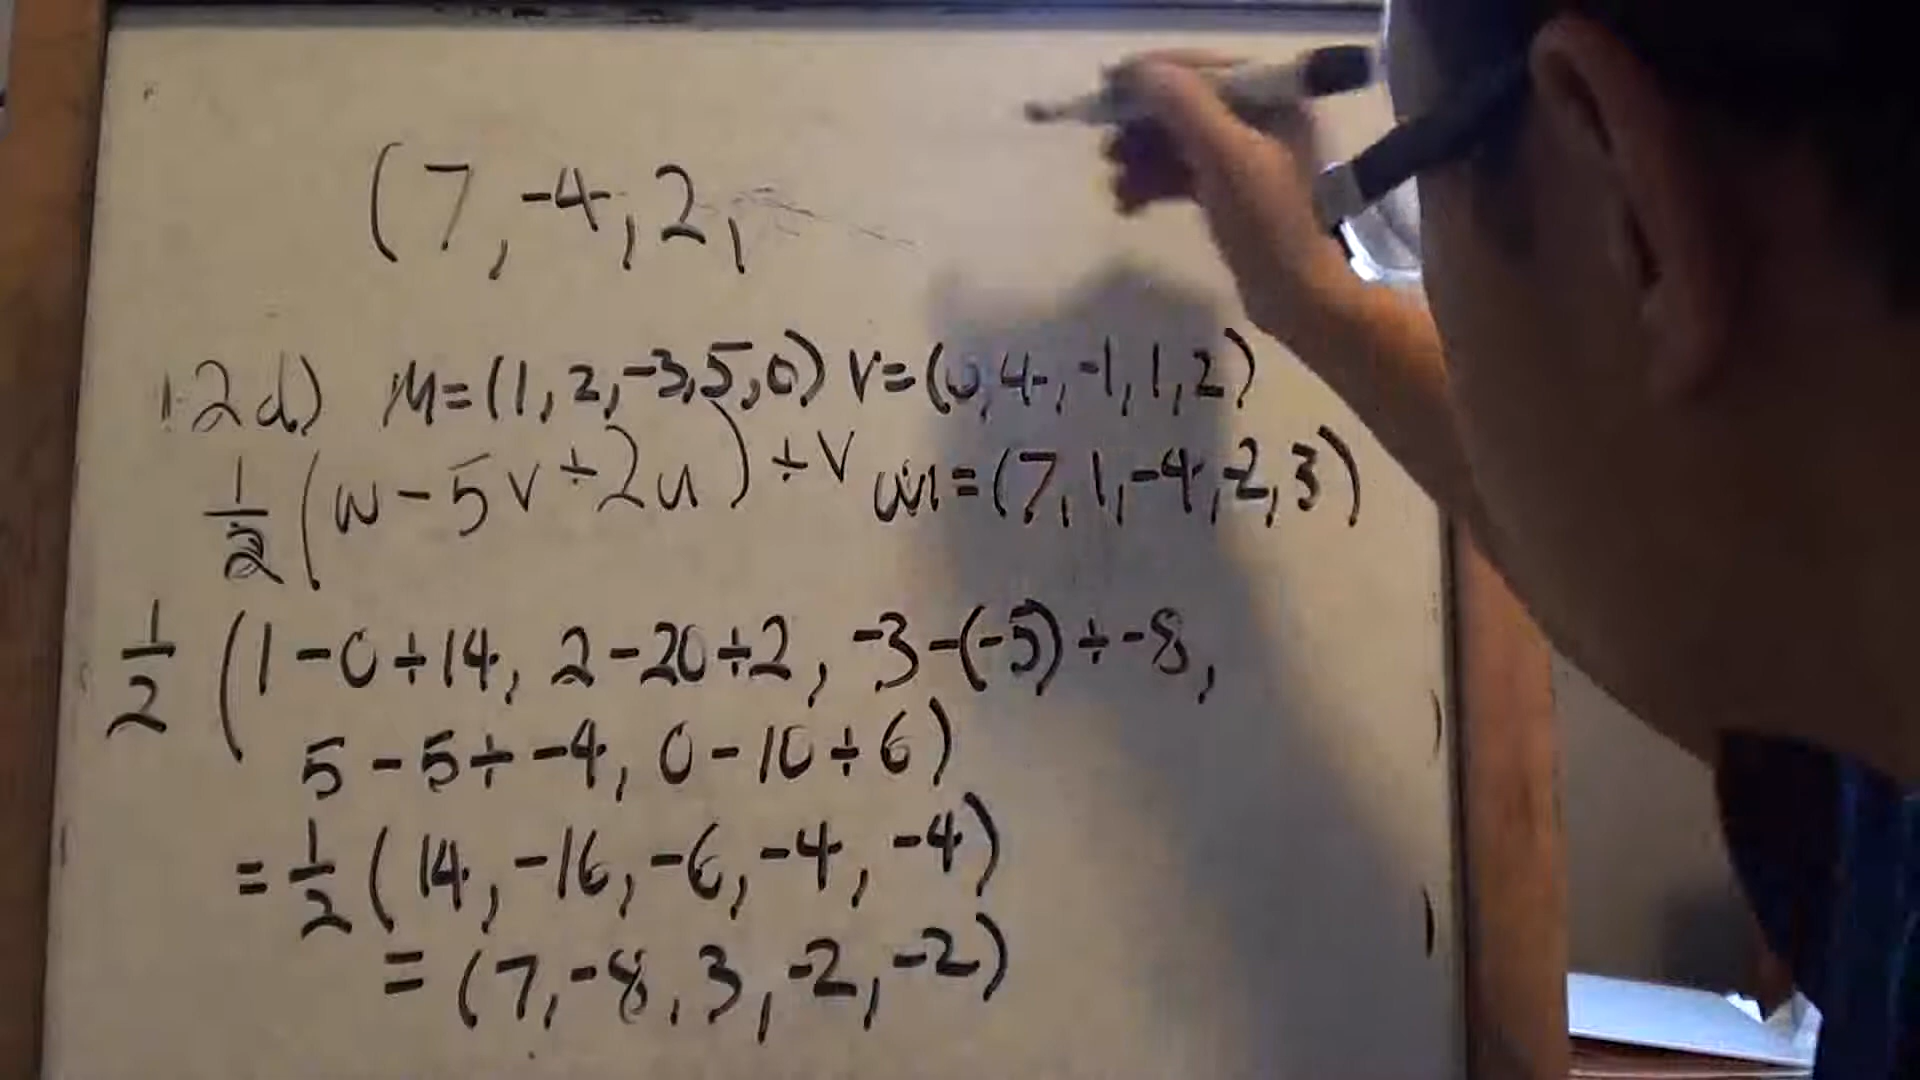 (7, -4, 2,
1.2d) u=(1, 2, -3, 5, 0) v=(0, 4, -1, 1, 2)
1/2 (w - 5v ÷ 2u) ÷ v w=(7, 1, -4, -2, 3)
1/2 (1 - 0 ÷ 14, 2 - 20 ÷ 2, -3 - (-5) ÷ -8,
5 - 5 ÷ -4, 0 - 10 ÷ 6)
= 1/2 (14, -16, -6, -4, -4)
= (7, -8, 3, -2, -2)